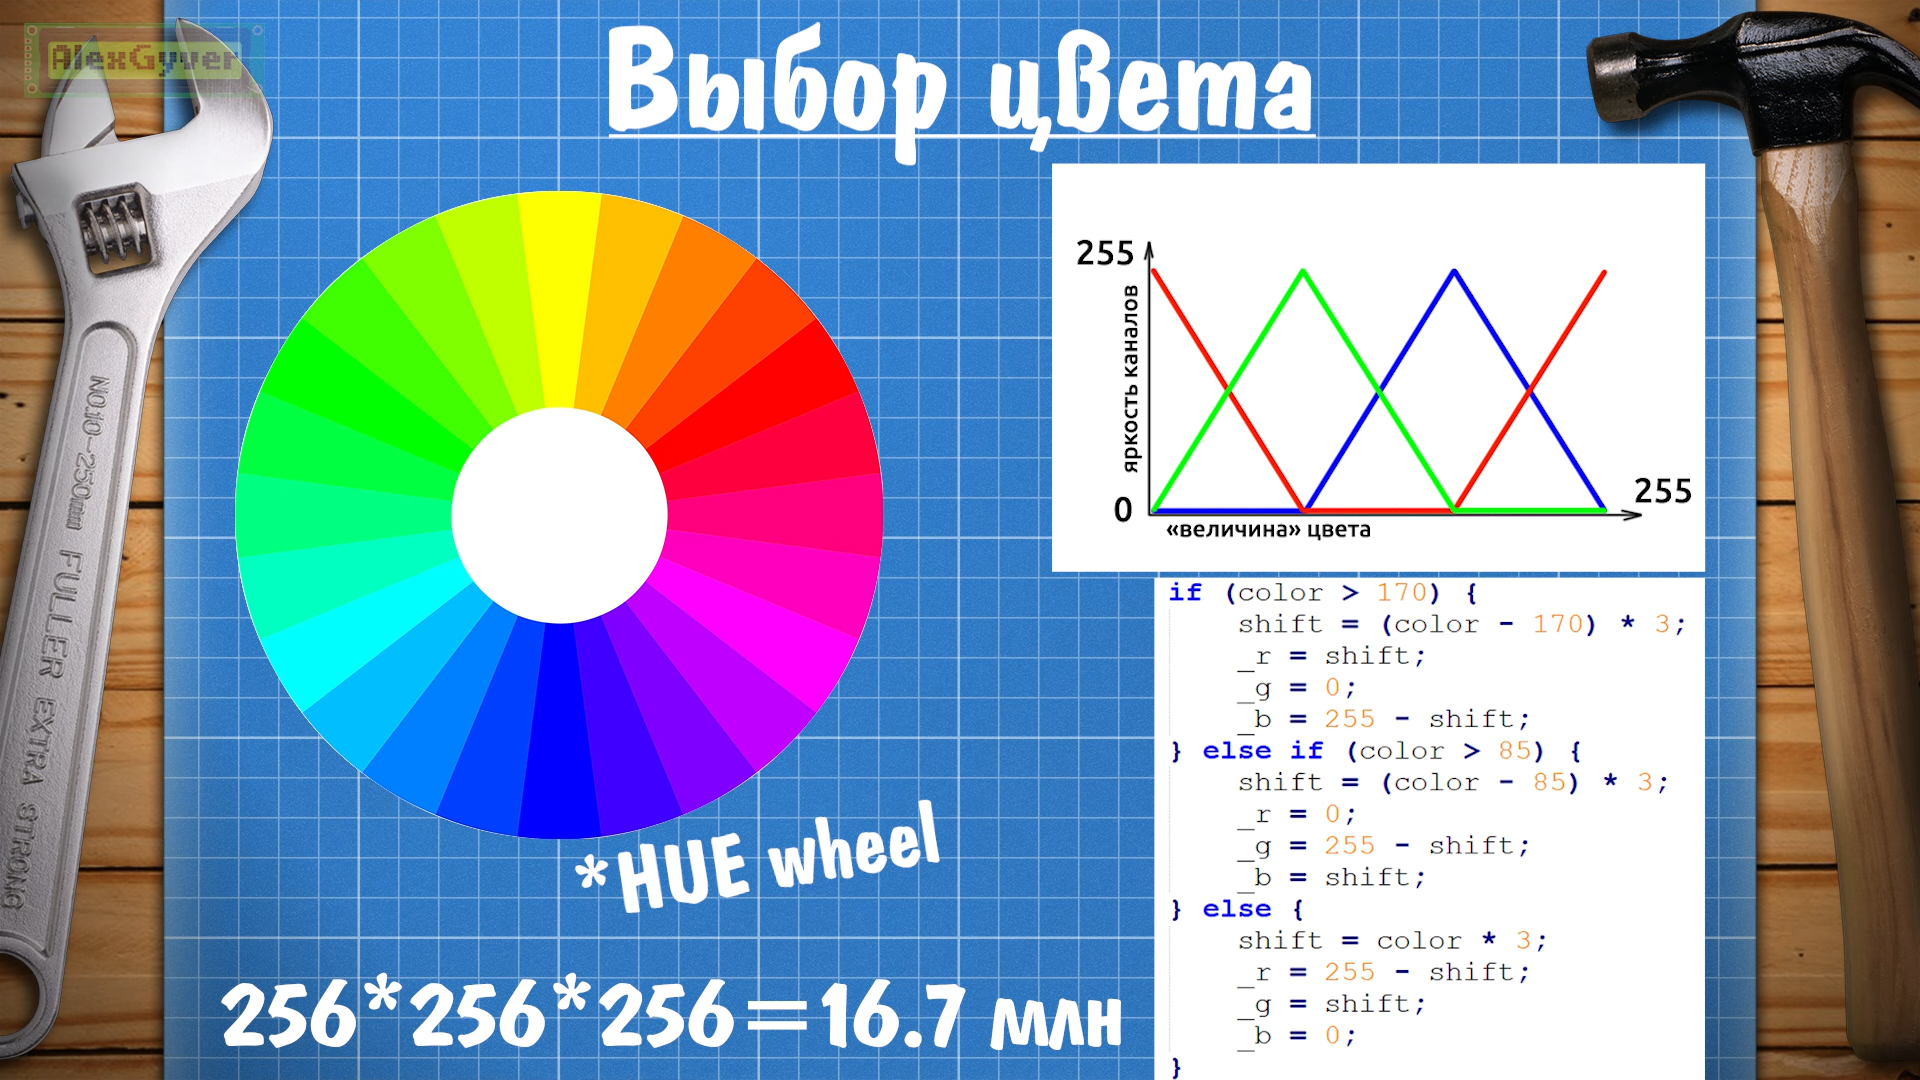 AlexGyver
Выбор цвета
255
яркость каналов
0
«величина» цвета
255
*HUE wheel
256*256*256=16.7 млн
if (color > 170) {
shift = (color - 170) * 3;
_r = shift;
_g = 0;
_b = 255 - shift;
} else if (color > 85) {
shift = (color - 85) * 3;
_r = 0;
_g = 255 - shift;
_b = shift;
} else {
shift = color * 3;
_r = 255 - shift;
_g = shift;
_b = 0;
}
NO.10-250mm FULLER EXTRA STRONG